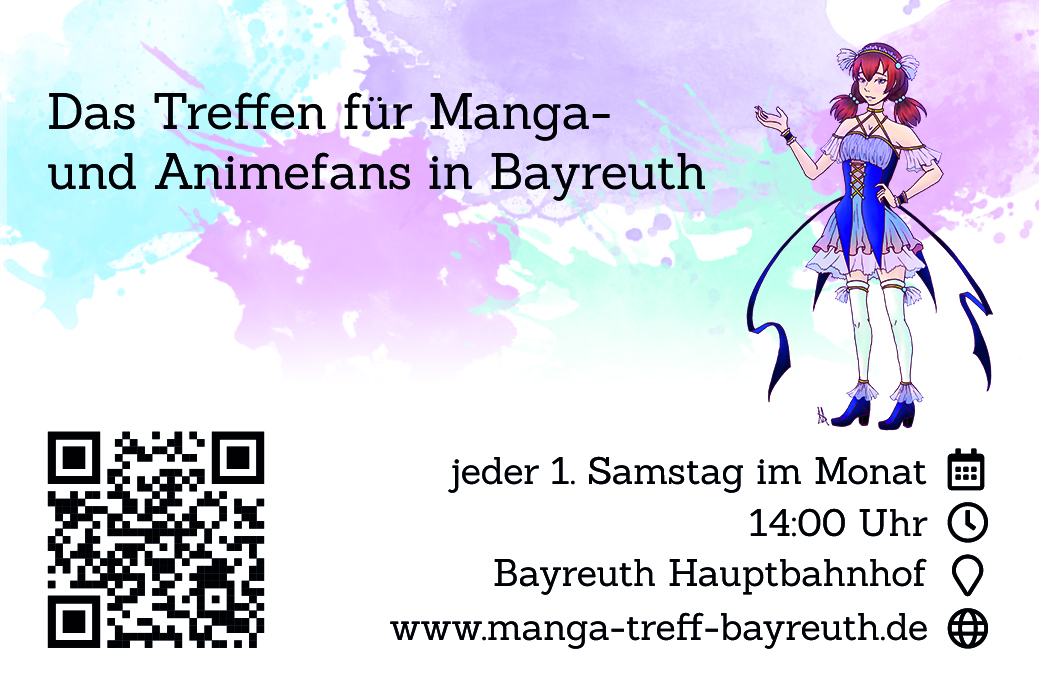 Das Treffen für Manga-
und Animefans in Bayreuth
jeder 1. Samstag im Monat
14:00 Uhr
Bayreuth Hauptbahnhof
www.manga-treff-bayreuth.de